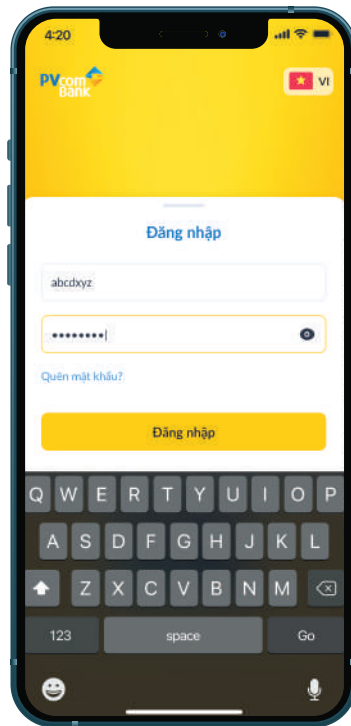 4:20
PVcom
Bank
VI
Đăng nhập
abcdxyz
••••••••
Quên mật khẩu?
Đăng nhập
Q W E R T Y U I O P
A S D F G H J K L
Z X C V B N M
123 space Go